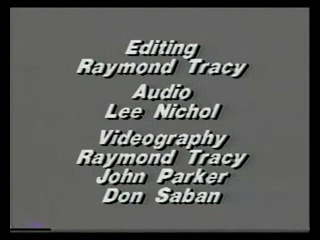 Editing
Raymond Tracy
Audio
Lee Nichol
Videography
Raymond Tracy
John Parker
Don Saban